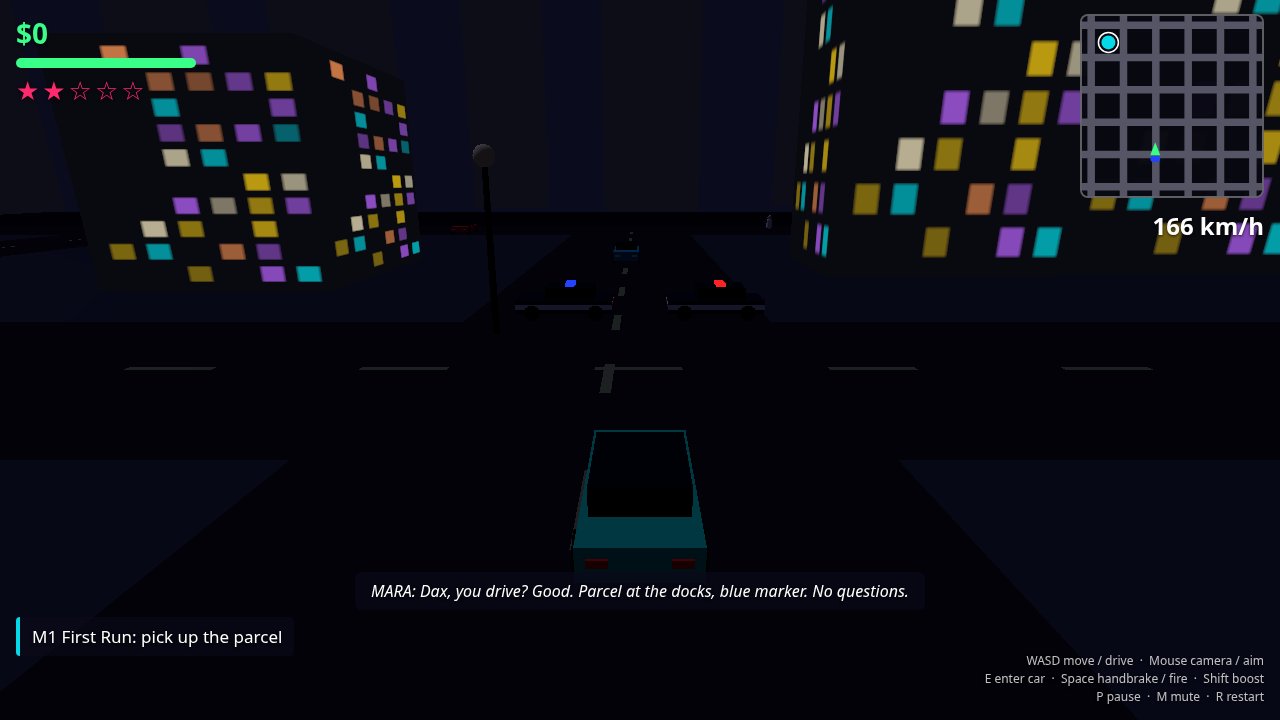 $0
★★☆☆☆
166 km/h
MARA: Dax, you drive? Good. Parcel at the docks, blue marker. No questions.
M1 First Run: pick up the parcel
WASD move / drive · Mouse camera / aim
E enter car · Space handbrake / fire · Shift boost
P pause · M mute · R restart